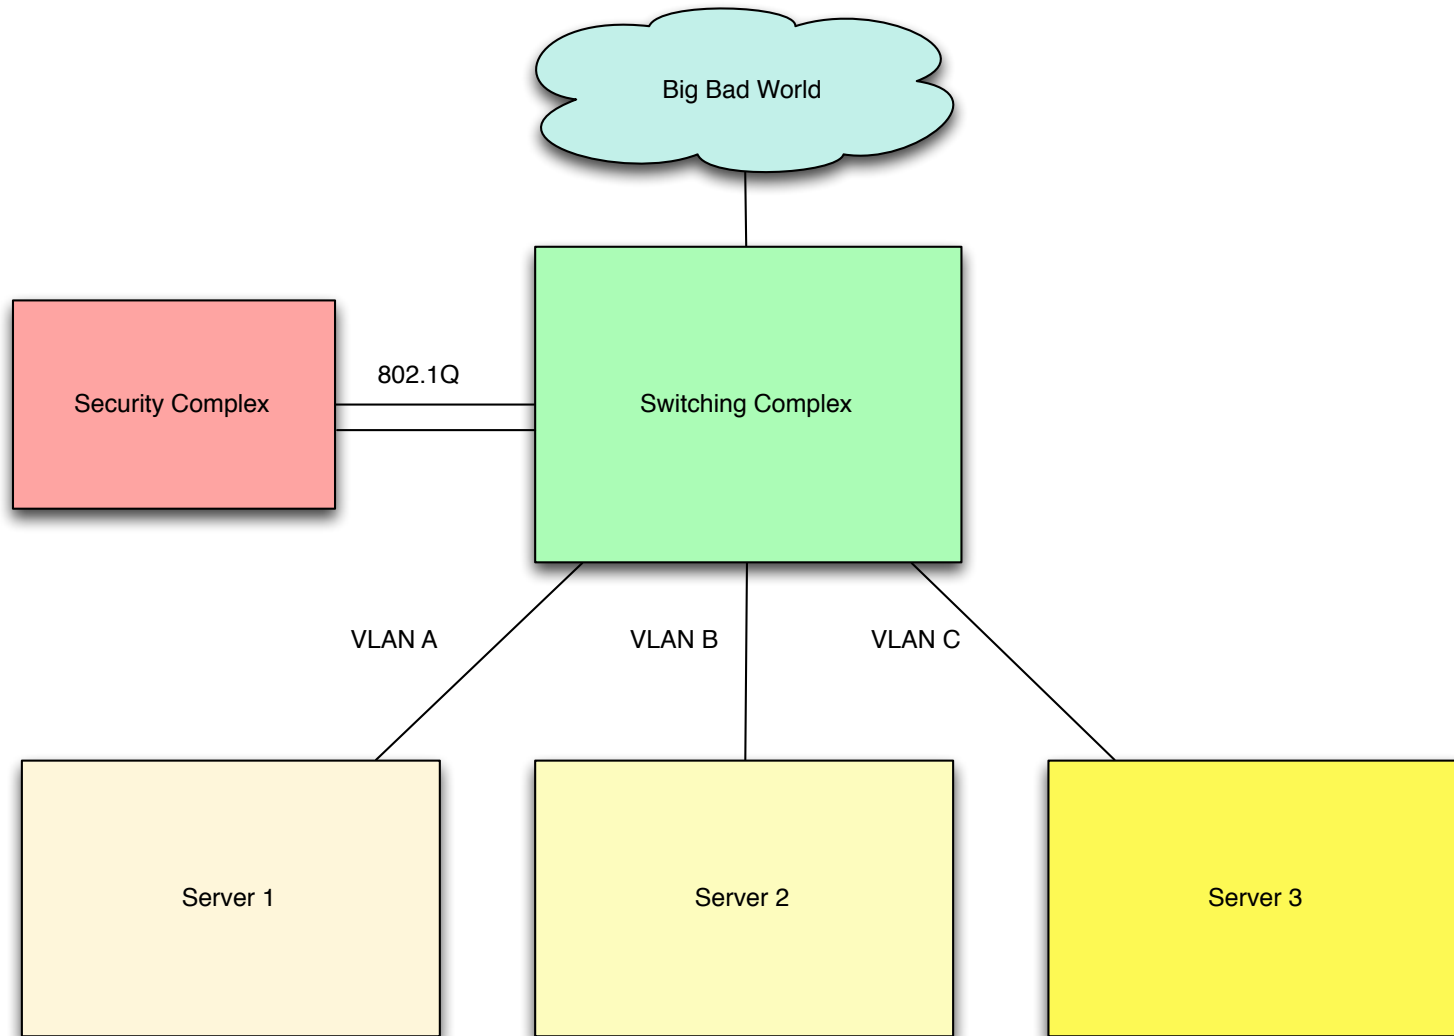 Big Bad World
802.1Q
Security Complex
Switching Complex
VLAN A
VLAN B
VLAN C
Server 1
Server 2
Server 3